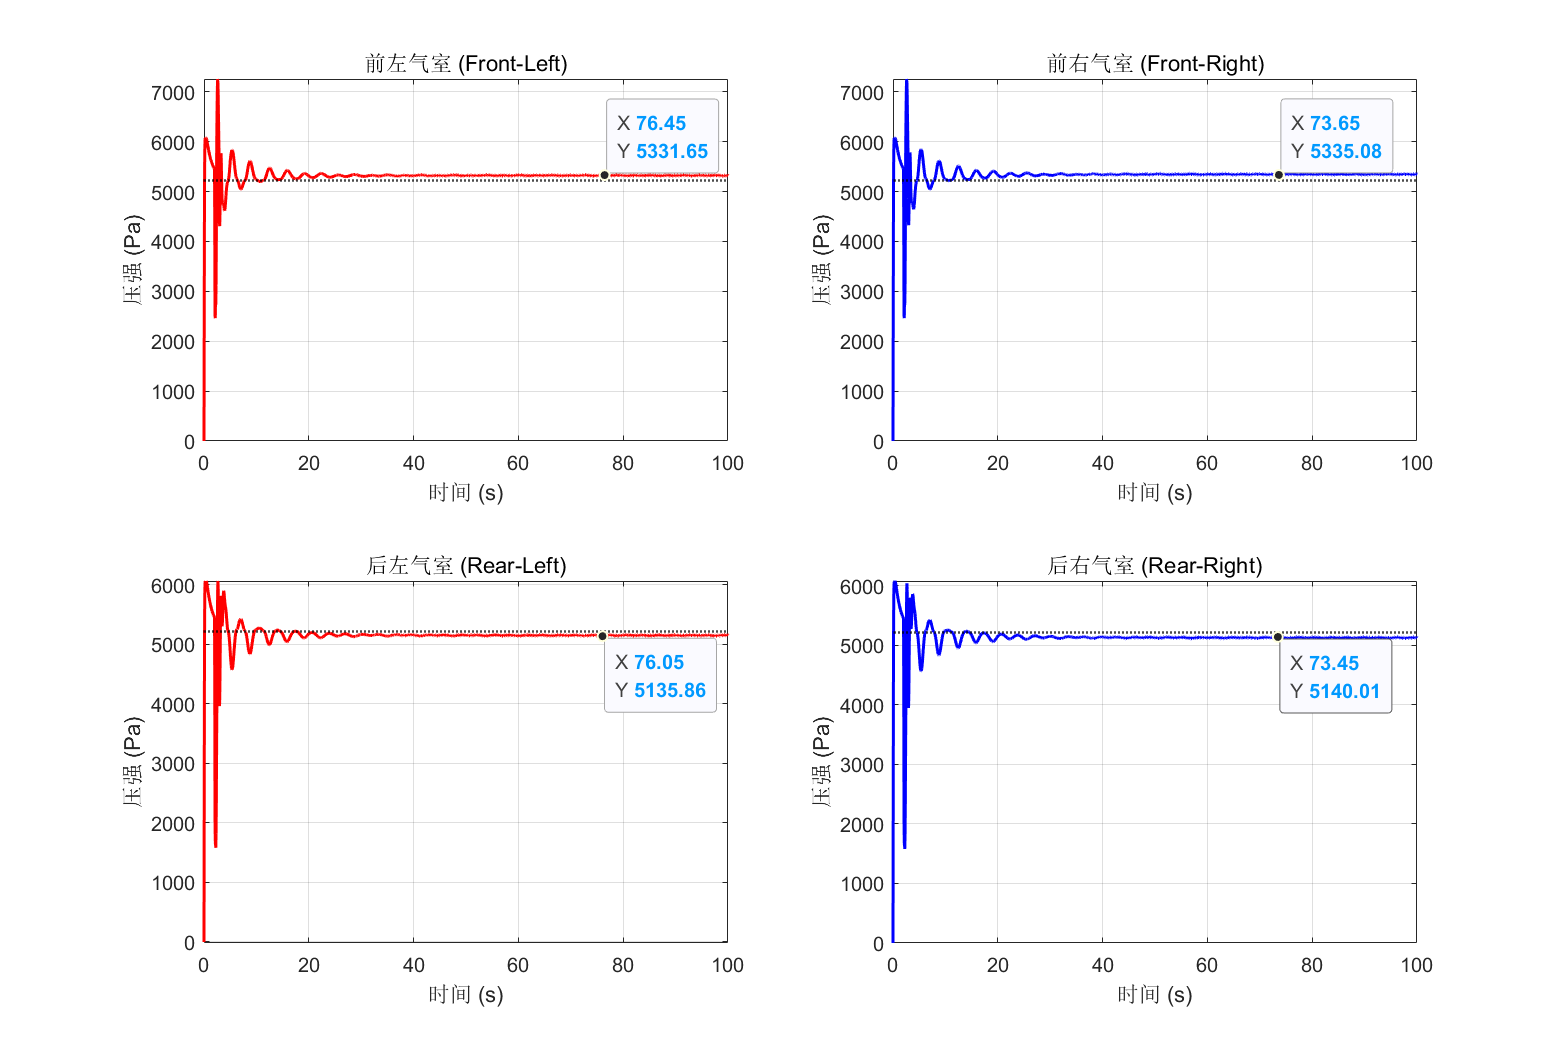 前左气室 (Front-Left)
7000
6000
5000
4000
3000
2000
1000
0
压强 (Pa)
X 76.45
Y 5331.65
0 20 40 60 80 100
时间 (s)
前右气室 (Front-Right)
7000
6000
5000
4000
3000
2000
1000
0
压强 (Pa)
X 73.65
Y 5335.08
0 20 40 60 80 100
时间 (s)
后左气室 (Rear-Left)
6000
5000
4000
3000
2000
1000
0
压强 (Pa)
X 76.05
Y 5135.86
0 20 40 60 80 100
时间 (s)
后右气室 (Rear-Right)
6000
5000
4000
3000
2000
1000
0
压强 (Pa)
X 73.45
Y 5140.01
0 20 40 60 80 100
时间 (s)